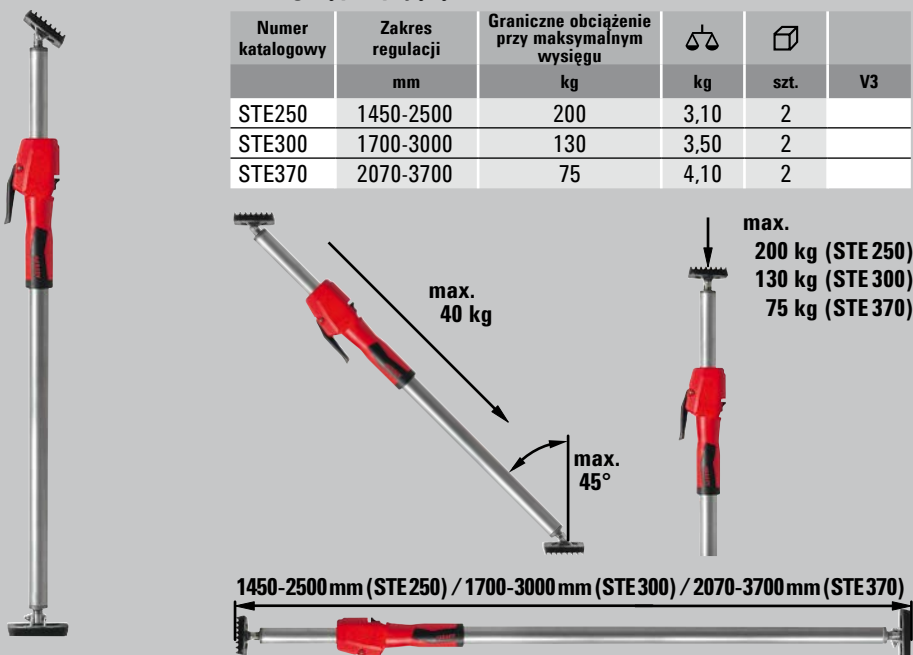 Numer katalogowy Zakres regulacji Graniczne obciążenie przy maksymalnym wysięgu
mm kg kg szt. V3
STE250 1450-2500 200 3,10 2
STE300 1700-3000 130 3,50 2
STE370 2070-3700 75 4,10 2
max.
200 kg (STE 250)
130 kg (STE 300)
75 kg (STE 370)
max.
40 kg
max.
45°
1450-2500 mm (STE 250) / 1700-3000 mm (STE 300) / 2070-3700 mm (STE 370)